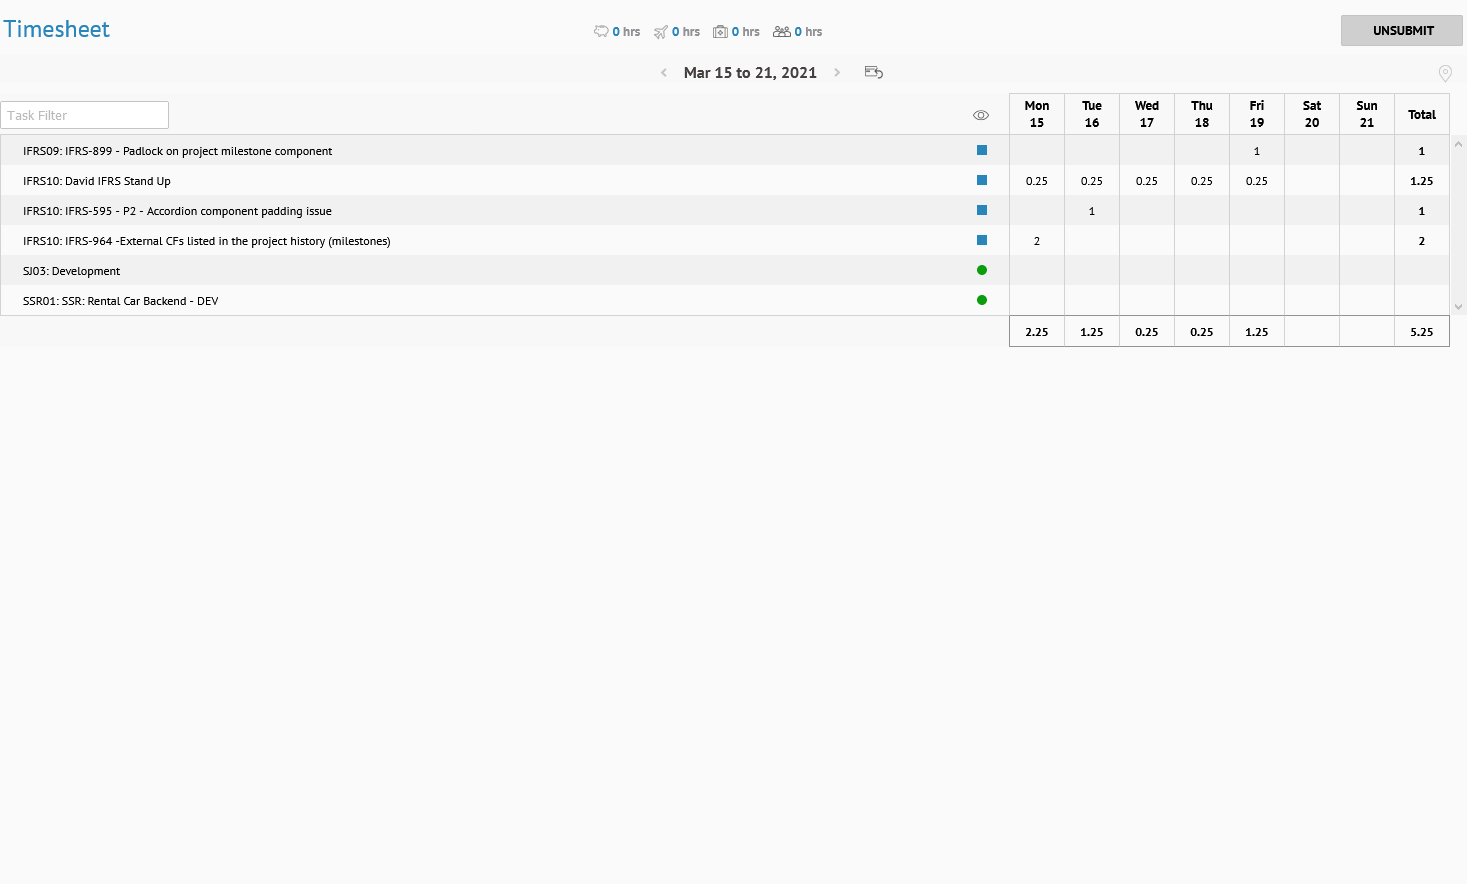 Timesheet
0 hrs 0 hrs 0 hrs 0 hrs
UNSUBMIT
Mar 15 to 21, 2021
Task Filter
Mon Tue Wed Thu Fri Sat Sun Total
15 16 17 18 19 20 21
IFRS09: IFRS-899 - Padlock on project milestone component 1 1
IFRS10: David IFRS Stand Up 0.25 0.25 0.25 0.25 0.25 1.25
IFRS10: IFRS-595 - P2 - Accordion component padding issue 1 1
IFRS10: IFRS-964 -External CFs listed in the project history (milestones) 2 2
SJ03: Development
SSR01: SSR: Rental Car Backend - DEV
2.25 1.25 0.25 0.25 1.25 5.25